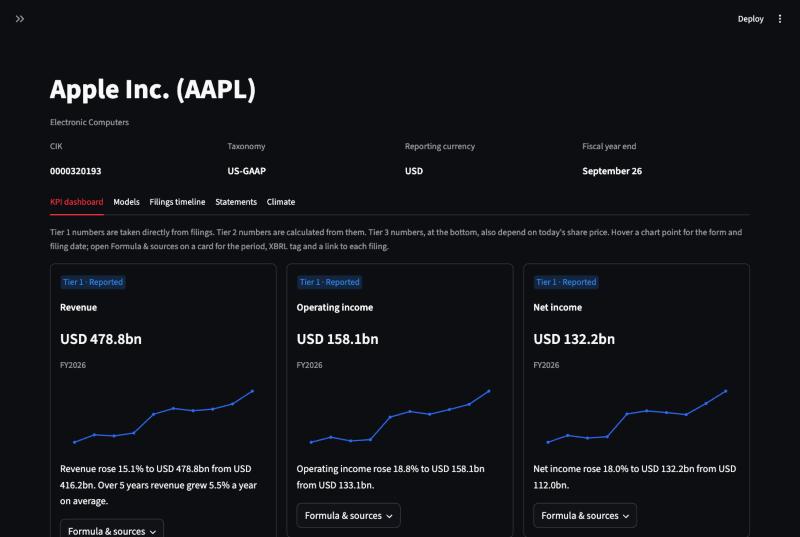 Deploy
Apple Inc. (AAPL)
Electronic Computers
CIK
Taxonomy
Reporting currency
Fiscal year end
0000320193
US-GAAP
USD
September 26
KPI dashboard
Models
Filings timeline
Statements
Climate
Tier 1 numbers are taken directly from filings. Tier 2 numbers are calculated from them. Tier 3 numbers, at the bottom, also depend on today's share price. Hover a chart point for the form and
filing date; open Formula & sources on a card for the period, XBRL tag and a link to each filing.
Tier 1 · Reported
Revenue
USD 478.8bn
FY2026
Revenue rose 15.1% to USD 478.8bn from USD
416.2bn. Over 5 years revenue grew 5.5% a year
on average.
Formula & sources
Tier 1 · Reported
Operating income
USD 158.1bn
FY2026
Operating income rose 18.8% to USD 158.1bn
from USD 133.1bn.
Formula & sources
Tier 1 · Reported
Net income
USD 132.2bn
FY2026
Net income rose 18.0% to USD 132.2bn from USD
112.0bn.
Formula & sources